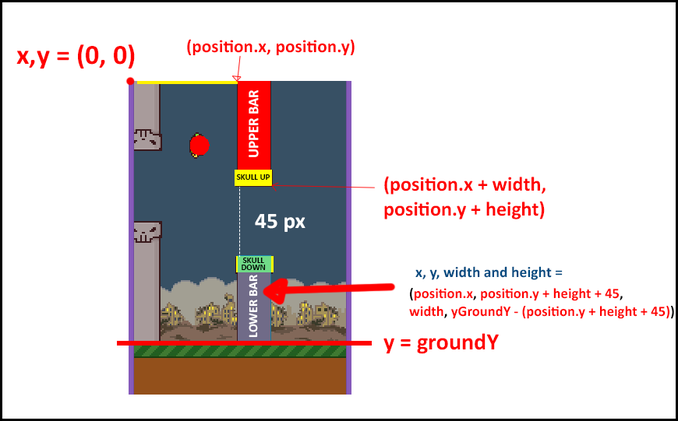 x,y = (0, 0)
(position.x, position.y)
UPPER BAR
SKULL UP
(position.x + width,
position.y + height)
45 px
SKULL
DOWN
LOWER BAR
x, y, width and height =
(position.x, position.y + height + 45,
width, yGroundY - (position.y + height + 45))
y = groundY